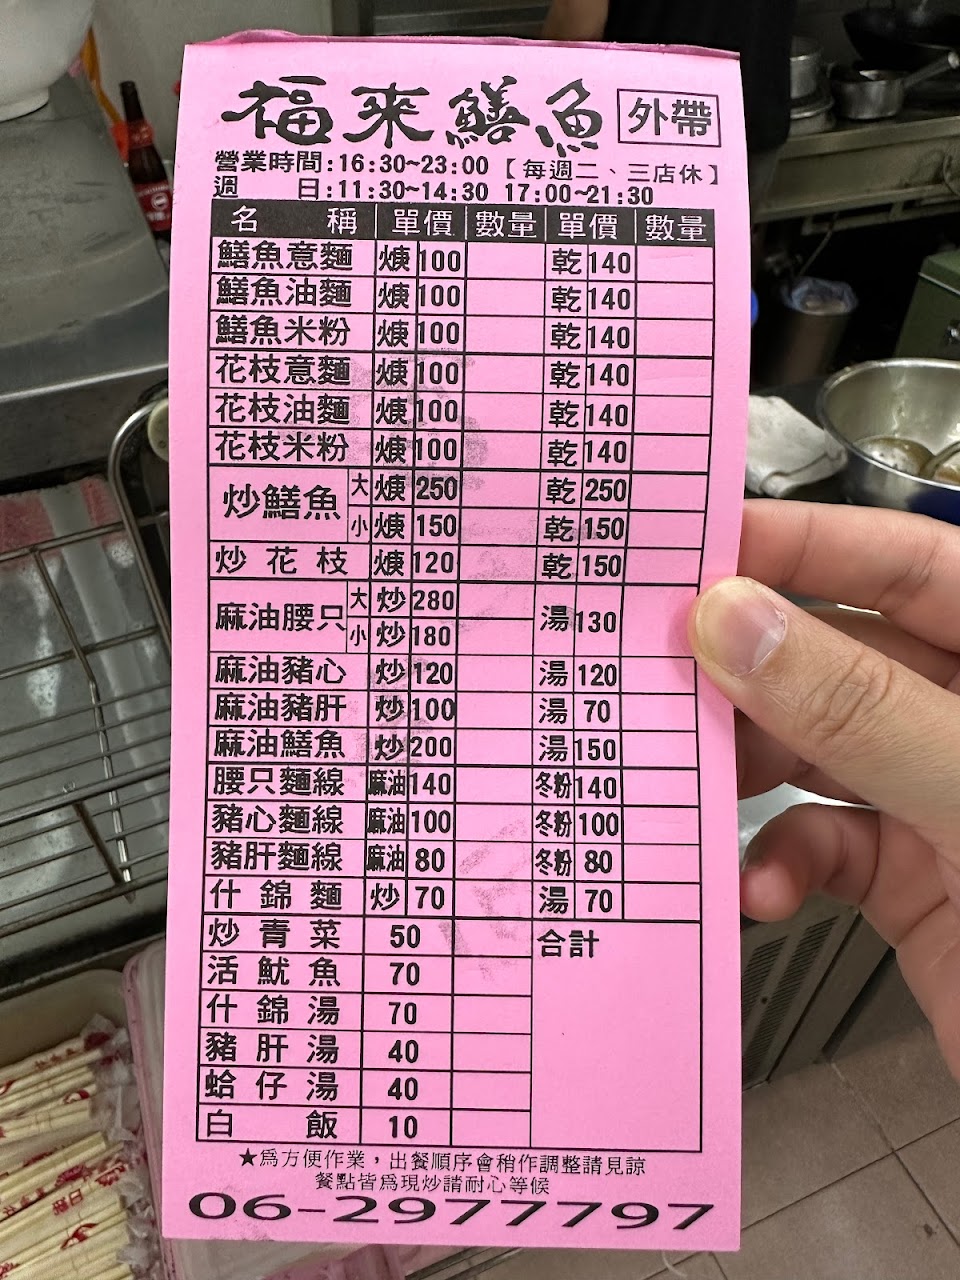 福來鱔魚 外帶
營業時間:16:30~23:00【每週二、三店休】
週 日:11:30~14:30 17:00~21:30
名 稱 單價 數量 單價 數量
鱔魚意麵 焿 100 乾 140
鱔魚油麵 焿 100 乾 140
鱔魚米粉 焿 100 乾 140
花枝意麵 焿 100 乾 140
花枝油麵 焿 100 乾 140
花枝米粉 焿 100 乾 140
炒鱔魚 大 焿 250 乾 250
小 焿 150 乾 150
炒花枝 焿 120 乾 150
麻油腰只 大 炒 280 湯 130
小 炒 180
麻油豬心 炒 120 湯 120
麻油豬肝 炒 100 湯 70
麻油鱔魚 炒 200 湯 150
腰只麵線 麻油 140 冬粉 140
豬心麵線 麻油 100 冬粉 100
豬肝麵線 麻油 80 冬粉 80
什錦麵 炒 70 湯 70
炒青菜 50 合計
活魷魚 70
什錦湯 70
豬肝湯 40
蛤仔湯 40
白飯 10
★為方便作業，出餐順序會稍作調整請見諒
餐點皆為現炒請耐心等候
06-2977797